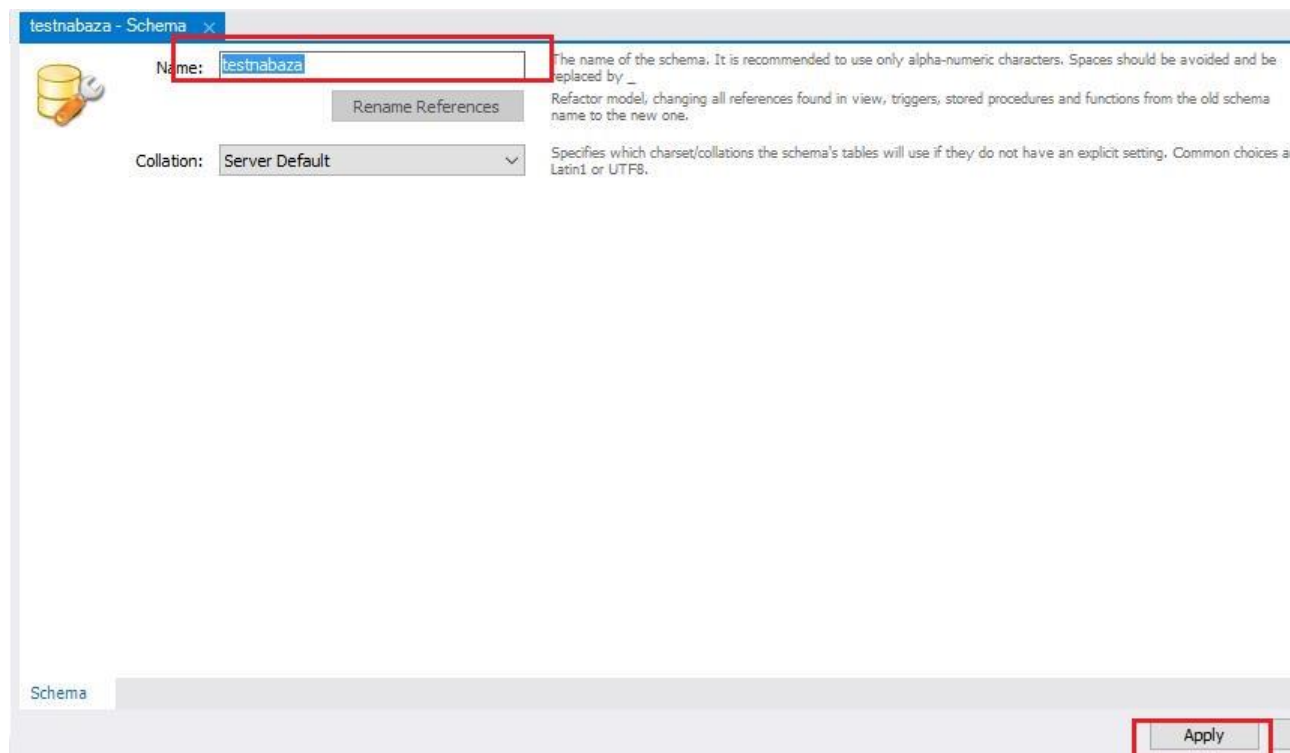 testnabaza - Schema
Name: testnabaza
The name of the schema. It is recommended to use only alpha-numeric characters. Spaces should be avoided and be
replaced by _
Rename References
Refactor model, changing all references found in view, triggers, stored procedures and functions from the old schema
name to the new one.
Collation: Server Default
Specifies which charset/collations the schema's tables will use if they do not have an explicit setting. Common choices a
Latin1 or UTF8.
Schema
Apply